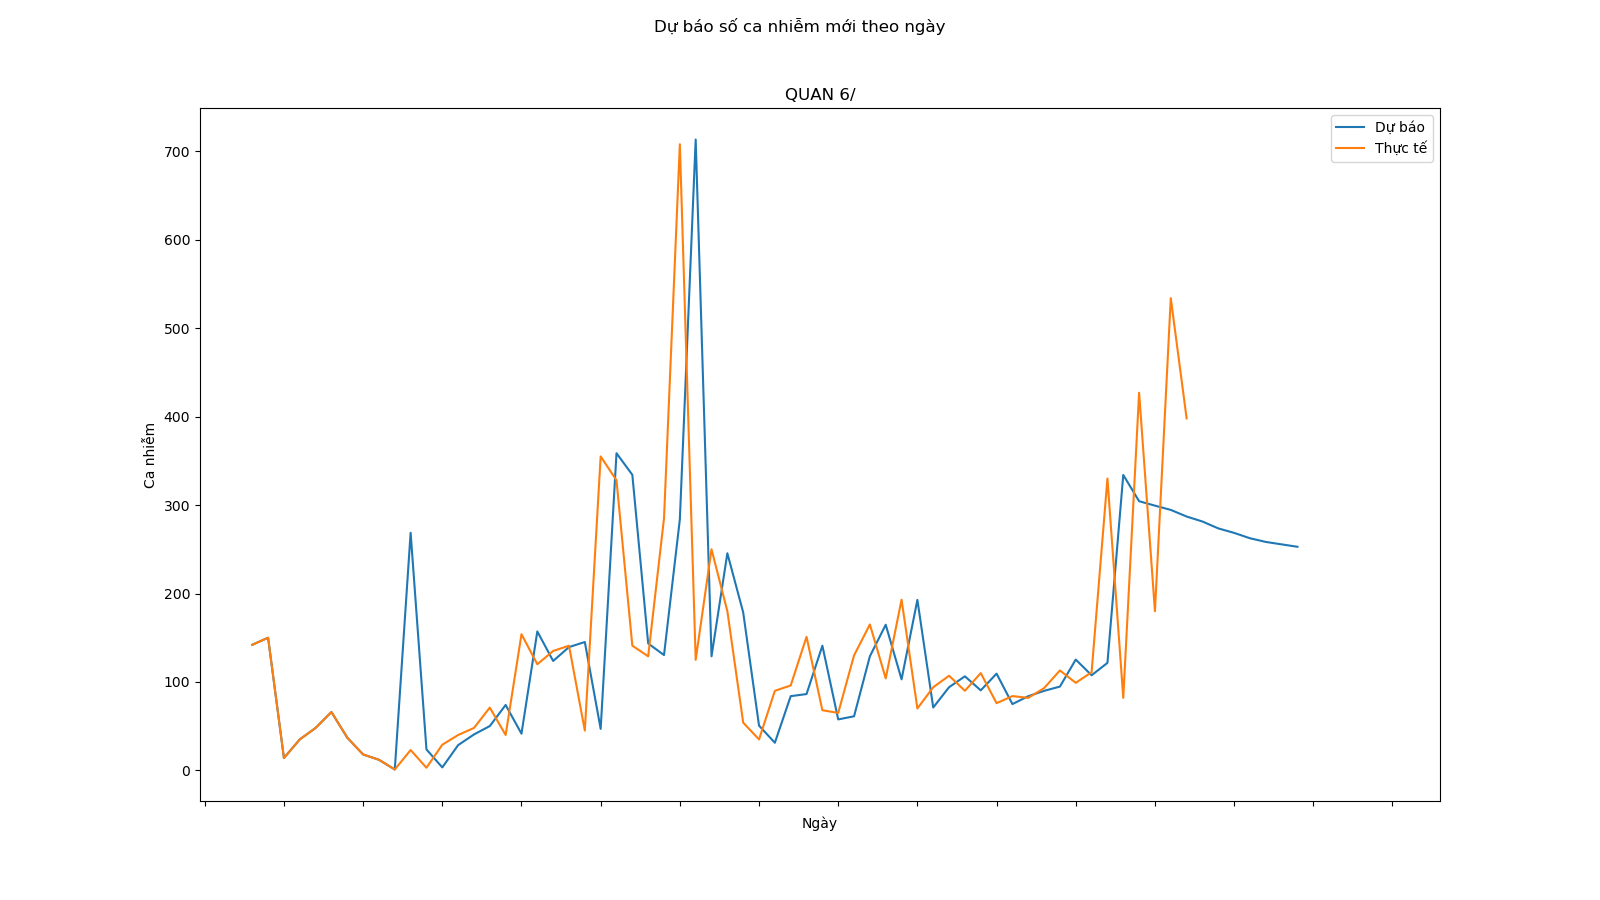 Dự báo số ca nhiễm mới theo ngày
QUAN 6/
Dự báo
Thực tế
700
600
500
400
300
200
100
0
Ca nhiễm
Ngày